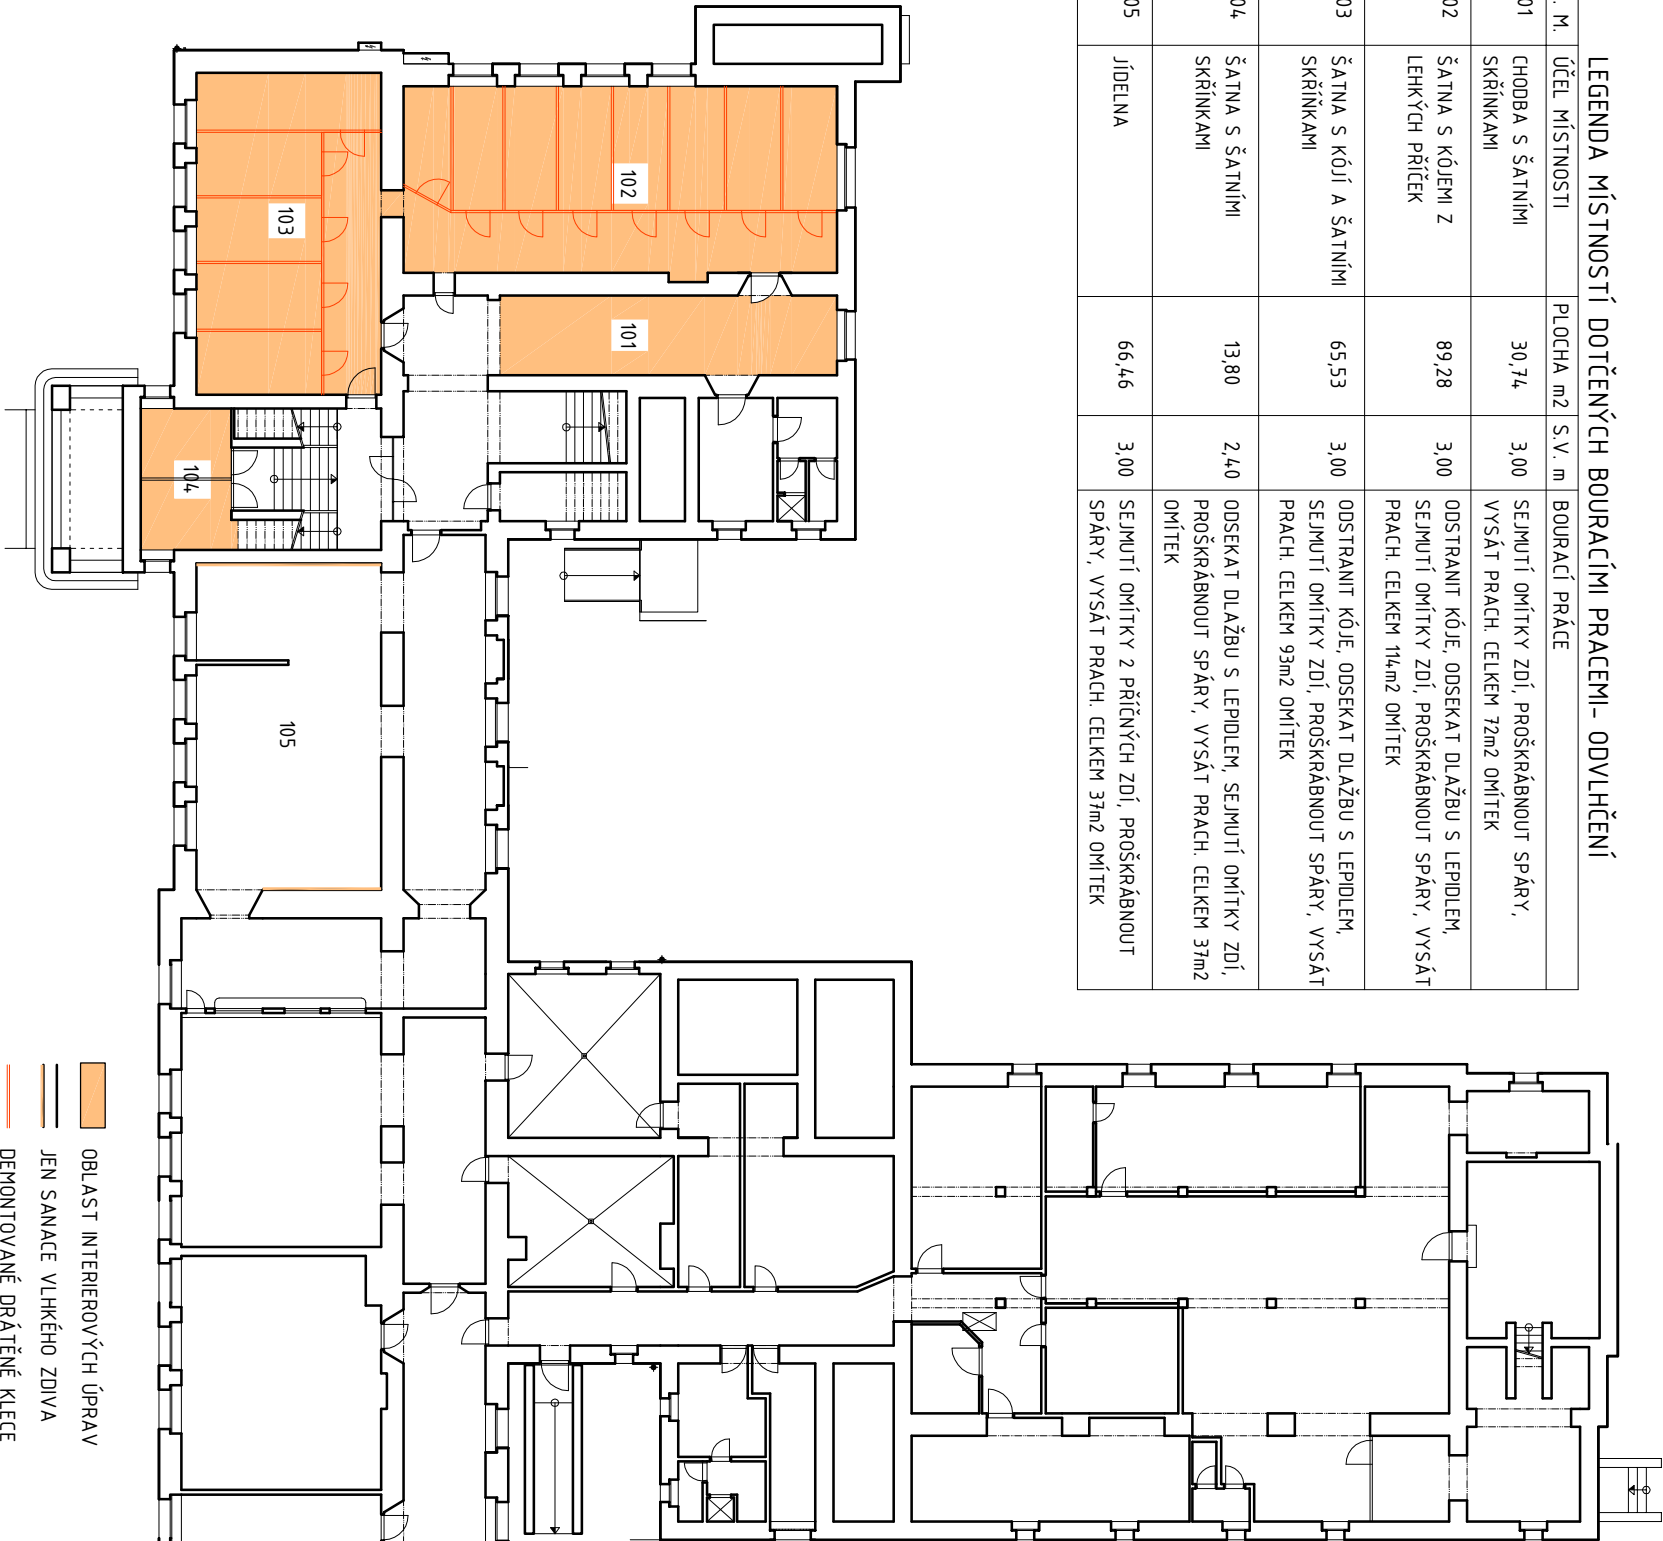 LEGENDA MÍSTNOSTÍ DOTČENÝCH BOURACÍMI PRACEMI- ODVLHČENÍ
. M. ÚČEL MÍSTNOSTI PLOCHA m2 S.V. m BOURACÍ PRÁCE
01 CHODBA S ŠATNÍMI 30,74 3,00 SEJMUTÍ OMÍTKY ZDÍ, PROŠKRÁBNOUT SPÁRY,
SKŘÍNKAMI VYSÁT PRACH. CELKEM 72m2 OMÍTEK
02 ŠATNA S KÓJEMI Z 89,28 3,00 ODSTRANIT KÓJE, ODSEKAT DLAŽBU S LEPIDLEM,
LEHKÝCH PŘÍČEK SEJMUTÍ OMÍTKY ZDÍ, PROŠKRÁBNOUT SPÁRY, VYSÁT
PRACH. CELKEM 114m2 OMÍTEK
03 ŠATNA S KÓJÍ A ŠATNÍMI 65,53 3,00 ODSTRANIT KÓJE, ODSEKAT DLAŽBU S LEPIDLEM,
SKŘÍŇKAMI SEJMUTÍ OMÍTKY ZDÍ, PROŠKRÁBNOUT SPÁRY, VYSÁT
PRACH. CELKEM 93m2 OMÍTEK
04 ŠATNA S ŠATNÍMI 13,80 2,40 ODSEKAT DLAŽBU S LEPIDLEM, SEJMUTÍ OMÍTKY ZDÍ,
SKŘÍNKAMI PROŠKRÁBNOUT SPÁRY, VYSÁT PRACH. CELKEM 37m2
OMÍTEK
05 JÍDELNA 66,46 3,00 SEJMUTÍ OMÍTKY 2 PŘÍČNÝCH ZDÍ, PROŠKRÁBNOUT
SPÁRY, VYSÁT PRACH. CELKEM 37m2 OMÍTEK
102
101
103
104
105
OBLAST INTERIEROVÝCH ÚPRAV
JEN SANACE VLHKÉHO ZDIVA
DEMONTOVANÉ DRÁTĚNÉ KLECE